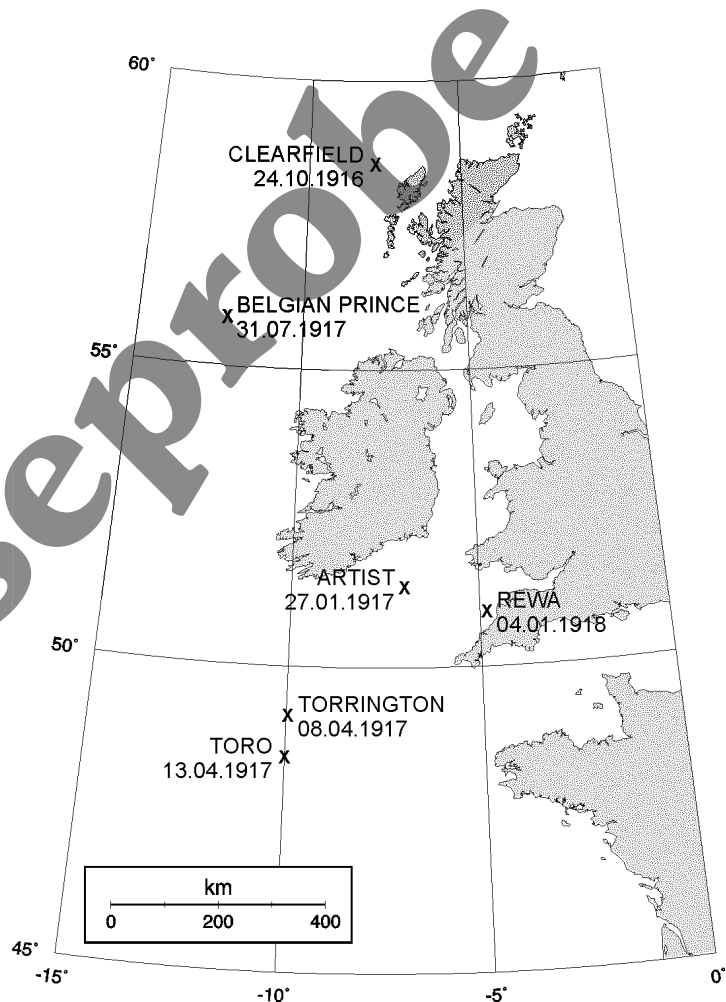 60°
CLEARFIELD
24.10.1916
BELGIAN PRINCE
31.07.1917
55°
ARTIST
27.01.1917
REWA
04.01.1918
50°
TORRINGTON
08.04.1917
TORO
13.04.1917
km
0 200 400
45°
-15° -10° -5° 0°
eprobe